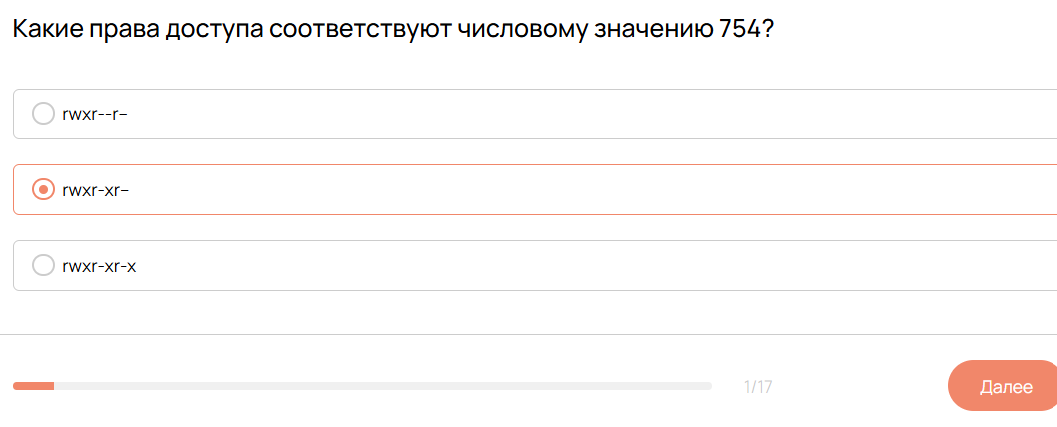 Какие права доступа соответствуют числовому значению 754?
rwxr--r–
rwxr-xr–
rwxr-xr-x
1/17
Далее